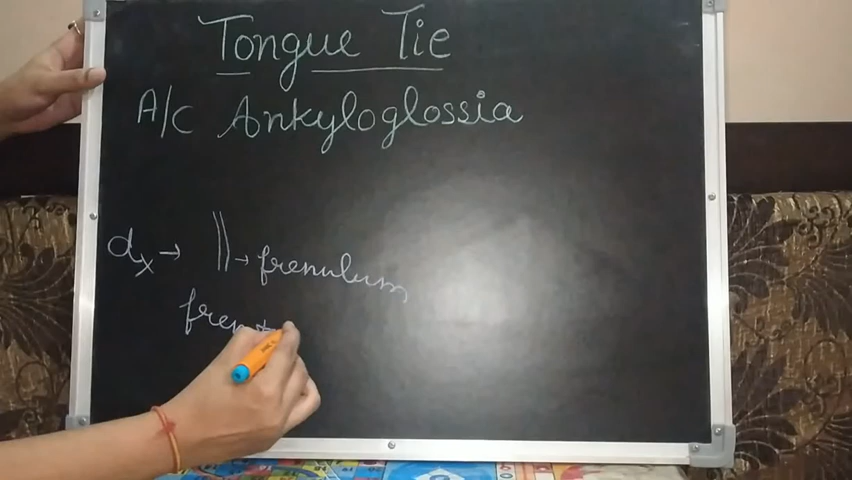 Tongue Tie
A/C Ankyloglossia
dx → || → frenulum